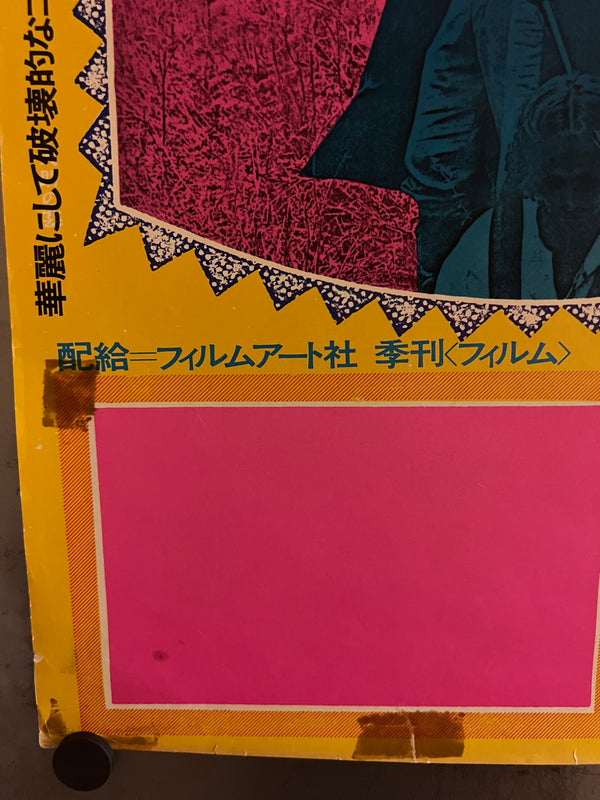 華麗にして破壊的な
配給=フィルムアート社 季刊〈フィルム〉